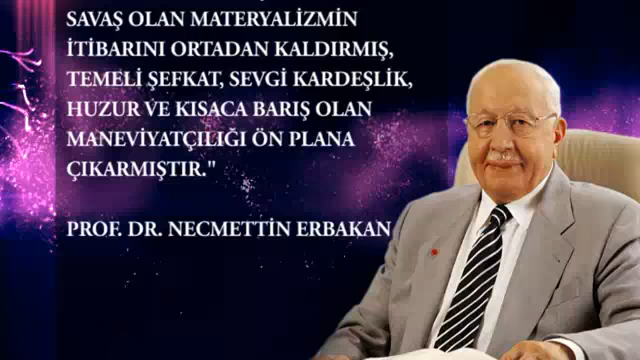 SAVAŞ OLAN MATERYALİZMİN
İTİBARINI ORTADAN KALDIRMIŞ,
TEMELİ ŞEFKAT, SEVGİ KARDEŞLİK,
HUZUR VE KISACA BARIŞ OLAN
MANEVİYATÇILIĞI ÖN PLANA
ÇIKARMIŞTIR."
PROF. DR. NECMETTİN ERBAKAN